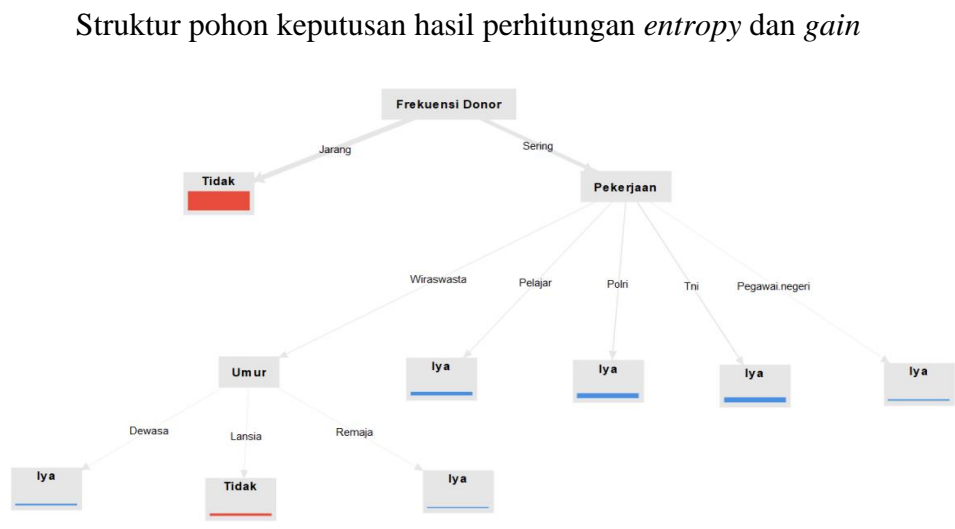 Struktur pohon keputusan hasil perhitungan entropy dan gain
Frekuensi Donor
Jarang
Sering
Tidak
Pekerjaan
Wiraswasta
Pelajar
Polri
Tni
Pegawai.negeri
Umur
Iya
Iya
Iya
Iya
Dewasa
Lansia
Remaja
Iya
Tidak
Iya